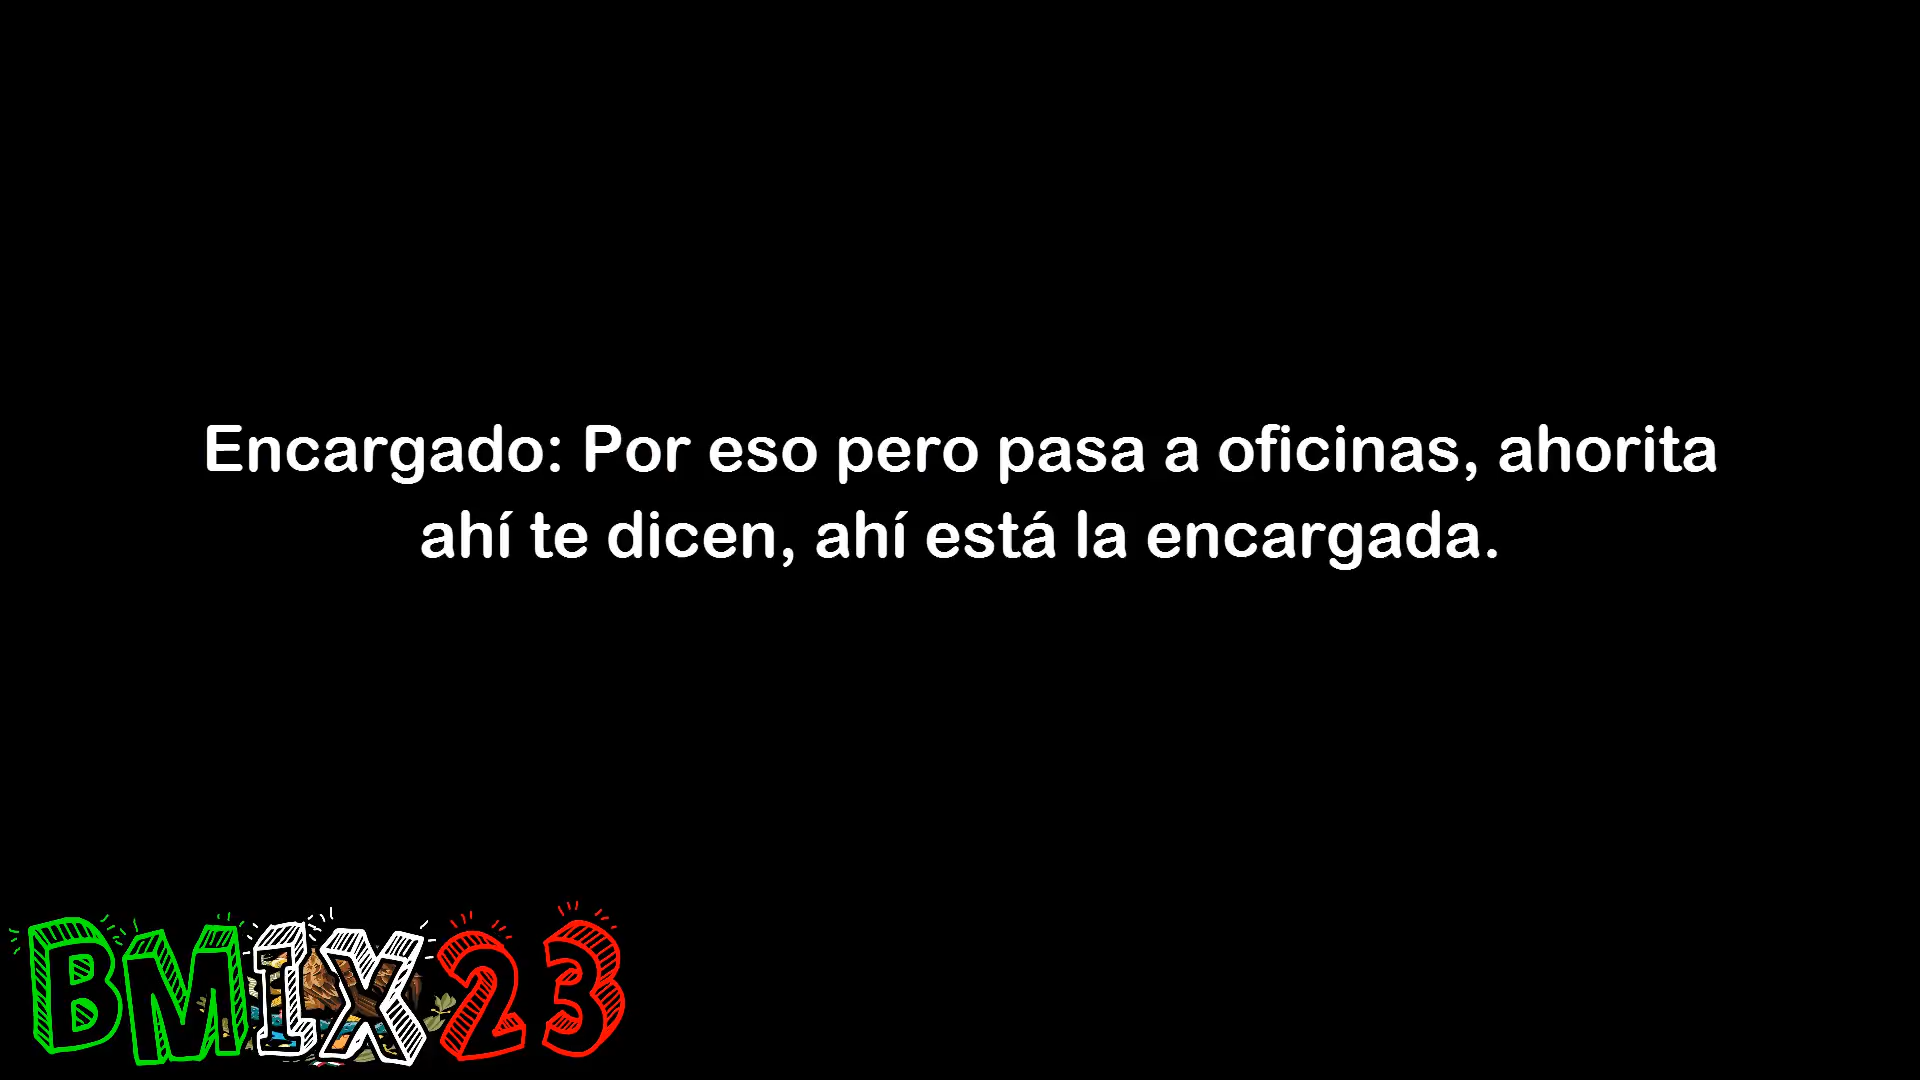 Encargado: Por eso pero pasa a oficinas, ahorita
ahí te dicen, ahí está la encargada.
BMIX23